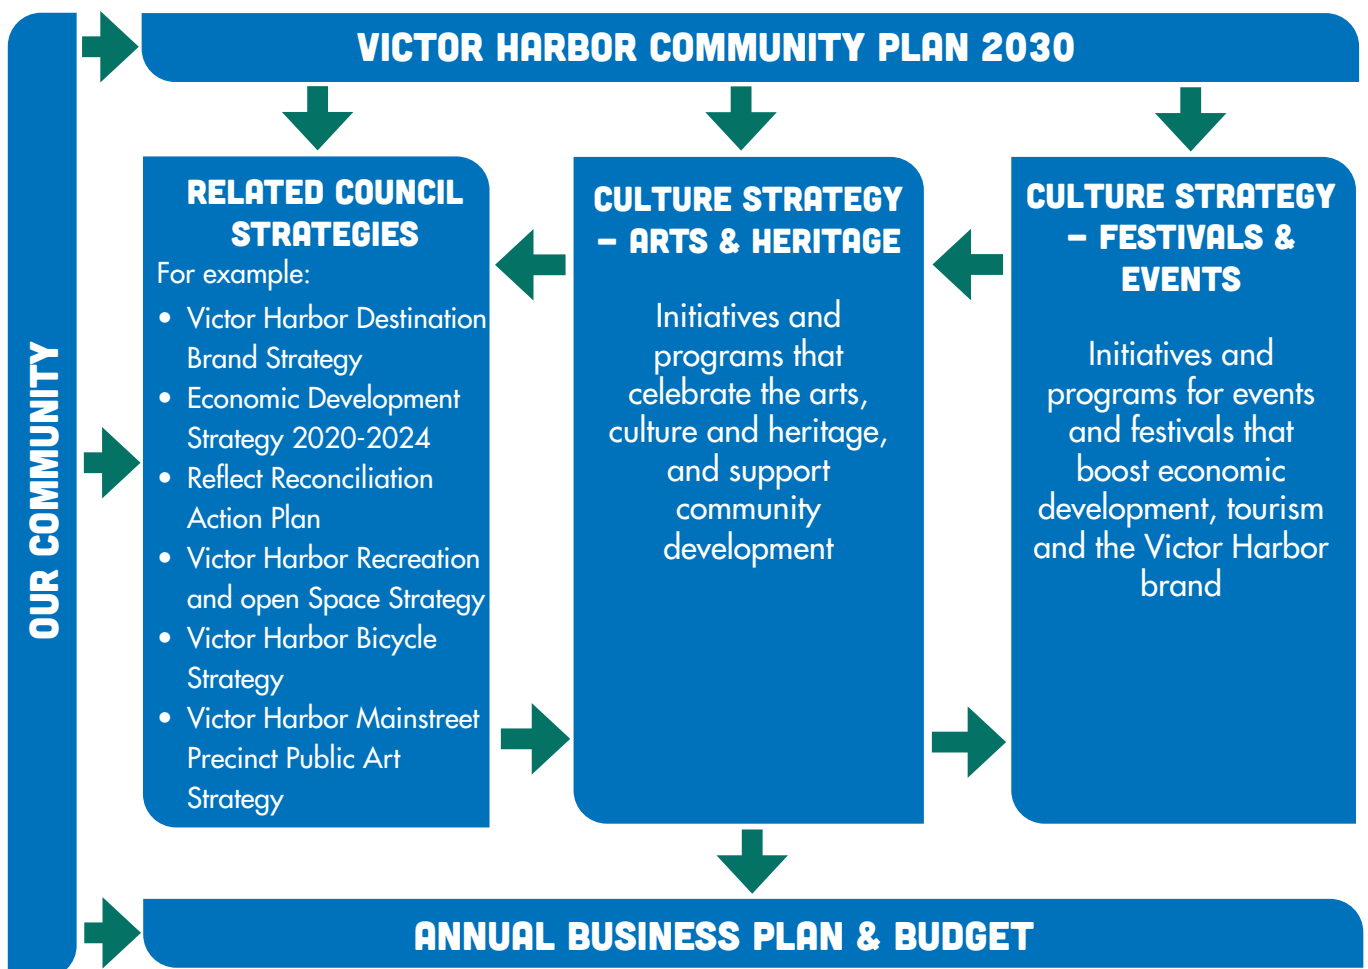 VICTOR HARBOR COMMUNITY PLAN 2030
OUR COMMUNITY
RELATED COUNCIL
STRATEGIES
For example:
• Victor Harbor Destination
Brand Strategy
• Economic Development
Strategy 2020-2024
• Reflect Reconciliation
Action Plan
• Victor Harbor Recreation
and open Space Strategy
• Victor Harbor Bicycle
Strategy
• Victor Harbor Mainstreet
Precinct Public Art
Strategy
CULTURE STRATEGY
– ARTS & HERITAGE
Initiatives and
programs that
celebrate the arts,
culture and heritage,
and support
community
development
CULTURE STRATEGY
– FESTIVALS &
EVENTS
Initiatives and
programs for events
and festivals that
boost economic
development, tourism
and the Victor Harbor
brand
ANNUAL BUSINESS PLAN & BUDGET